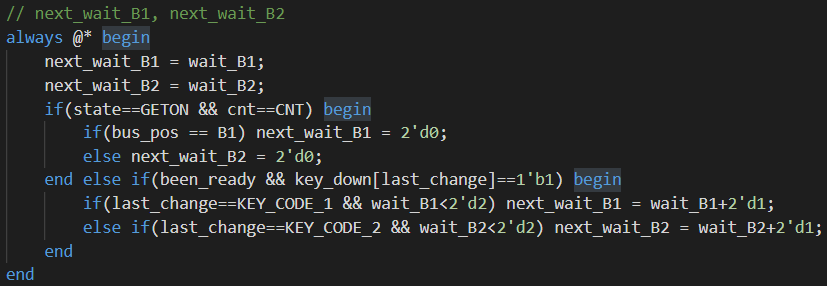 // next_wait_B1, next_wait_B2
always @* begin
    next_wait_B1 = wait_B1;
    next_wait_B2 = wait_B2;
    if(state==GETON && cnt==CNT) begin
        if(bus_pos == B1) next_wait_B1 = 2'd0;
        else next_wait_B2 = 2'd0;
    end else if(been_ready && key_down[last_change]==1'b1) begin
        if(last_change==KEY_CODE_1 && wait_B1<2'd2) next_wait_B1 = wait_B1+2'd1;
        else if(last_change==KEY_CODE_2 && wait_B2<2'd2) next_wait_B2 = wait_B2+2'd1;
    end
end